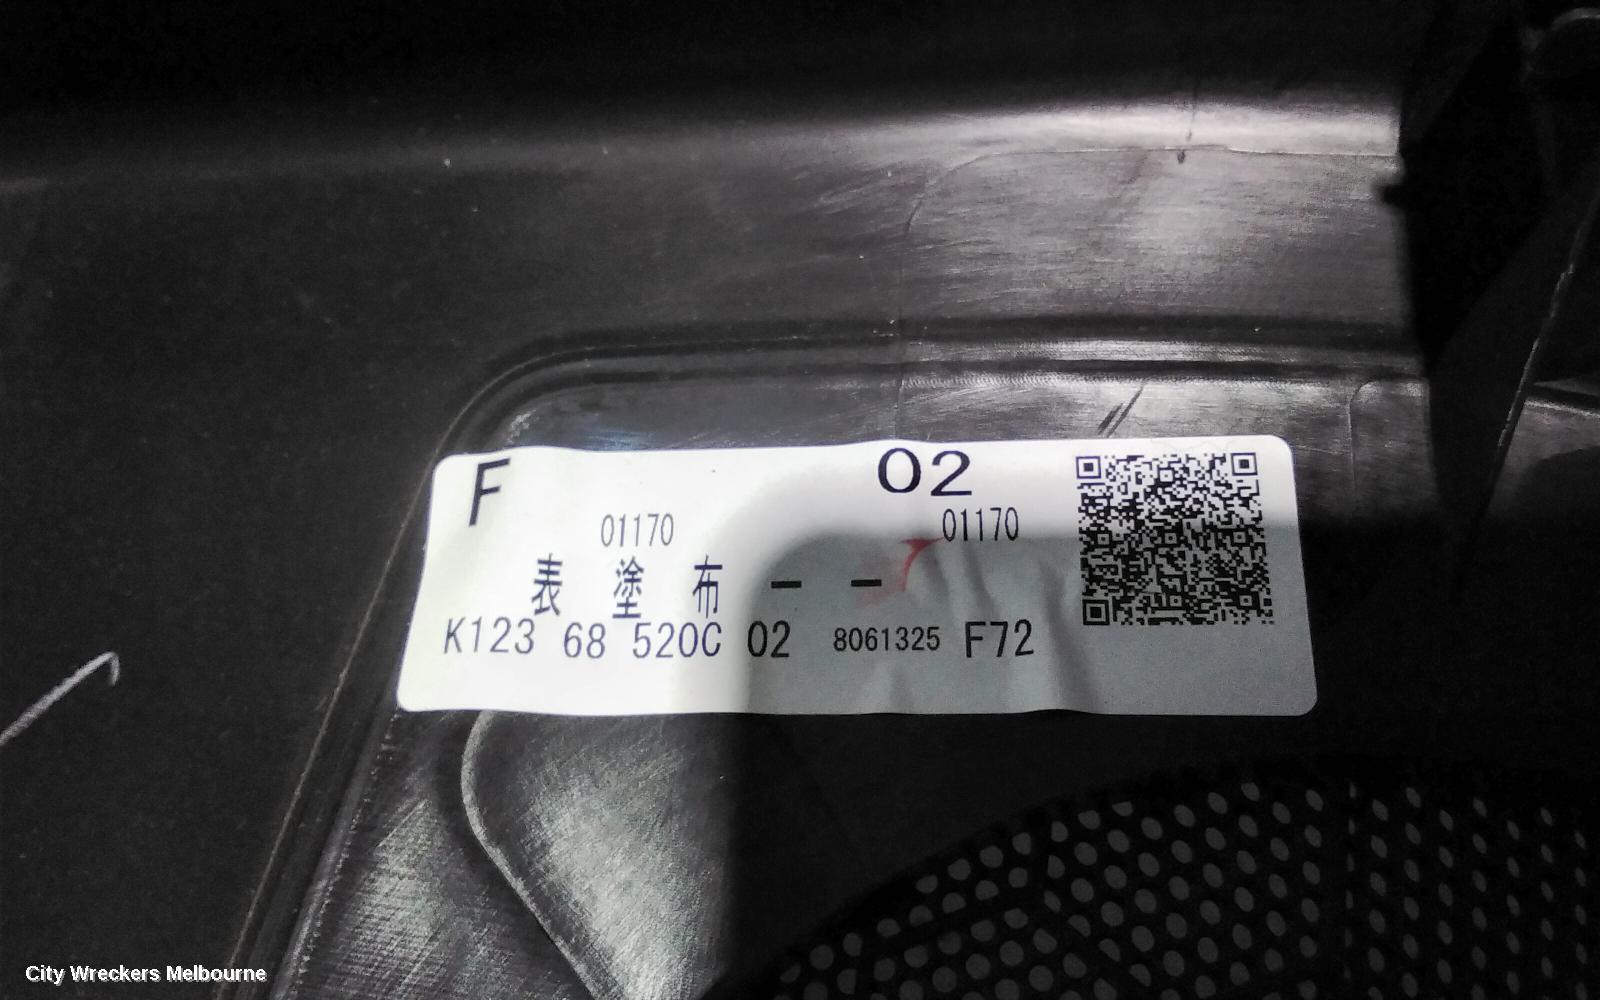 F 02
01170 01170
表 塗 布 - -
K123 68 520C 02 8061325 F72
City Wreckers Melbourne